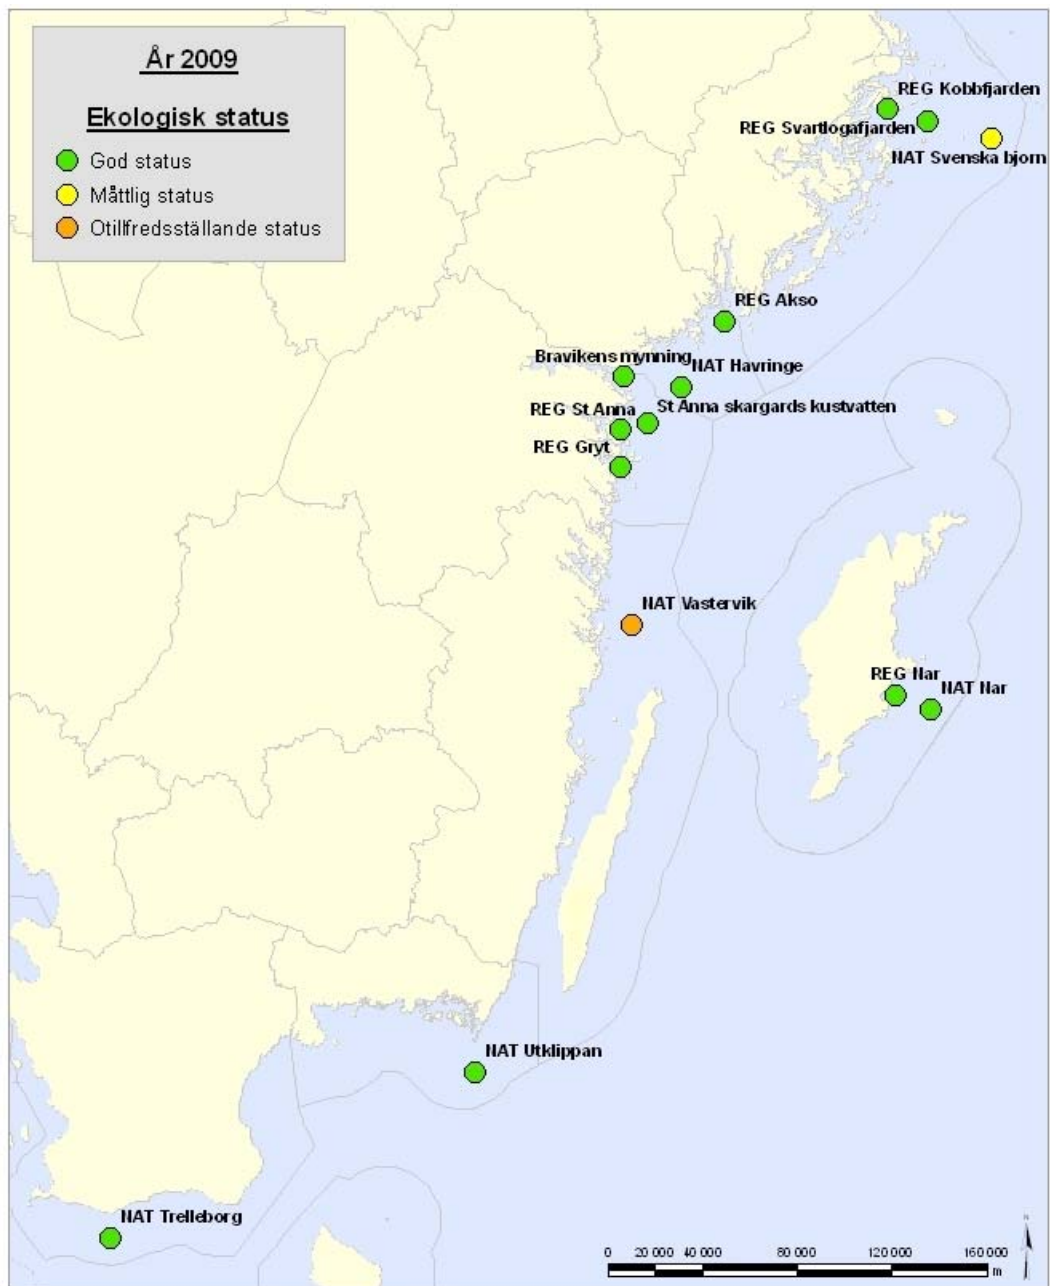 År 2009
Ekologisk status
God status
Måttlig status
Otillfredsställande status
REG Kobbfjarden
REG Svartlogafjarden
NAT Svenska bjorn
REG Akso
Bravikens mynning
NAT Havringe
REG St Anna
St Anna skargards kustvatten
REG Gryt
NAT Vastervik
REG Nar
NAT Nar
NAT Utklippan
NAT Trelleborg
N
0 20 000 40 000 80 000 120 000 160 000
m